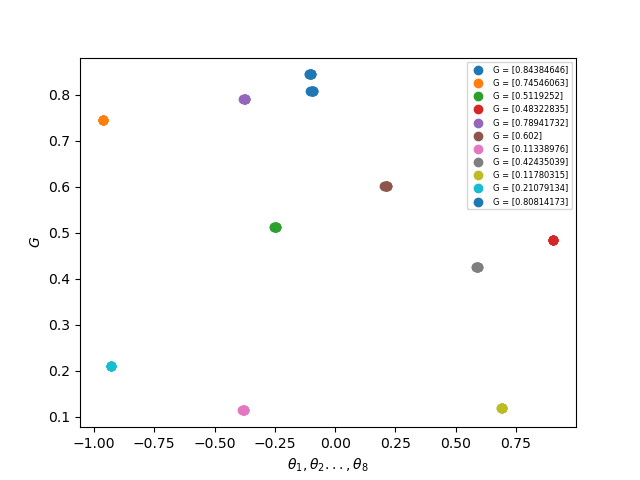 G = [0.84384646]
G = [0.74546063]
G = [0.5119252]
G = [0.48322835]
G = [0.78941732]
G = [0.602]
G = [0.11338976]
G = [0.42435039]
G = [0.11780315]
G = [0.21079134]
G = [0.80814173]
0.8
0.7
0.6
0.5
0.4
0.3
0.2
0.1
G
−1.00 −0.75 −0.50 −0.25 0.00 0.25 0.50 0.75
θ₁, θ₂..., θ₈